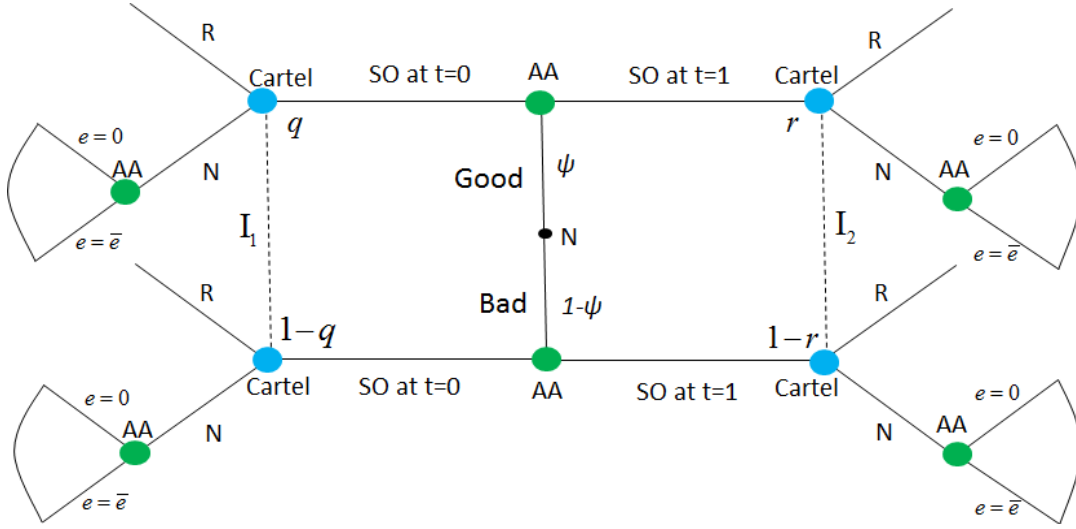 R
R
Cartel
SO at t=0
AA
SO at t=1
Cartel
q
r
e = 0
e = 0
AA
N
Good
ψ
N
AA
e = e̅
I₁
N
I₂
e = e̅
R
Bad
1-ψ
R
1−q
1−r
Cartel
SO at t=0
AA
SO at t=1
Cartel
e = 0
e = 0
AA
N
N
AA
e = e̅
e = e̅